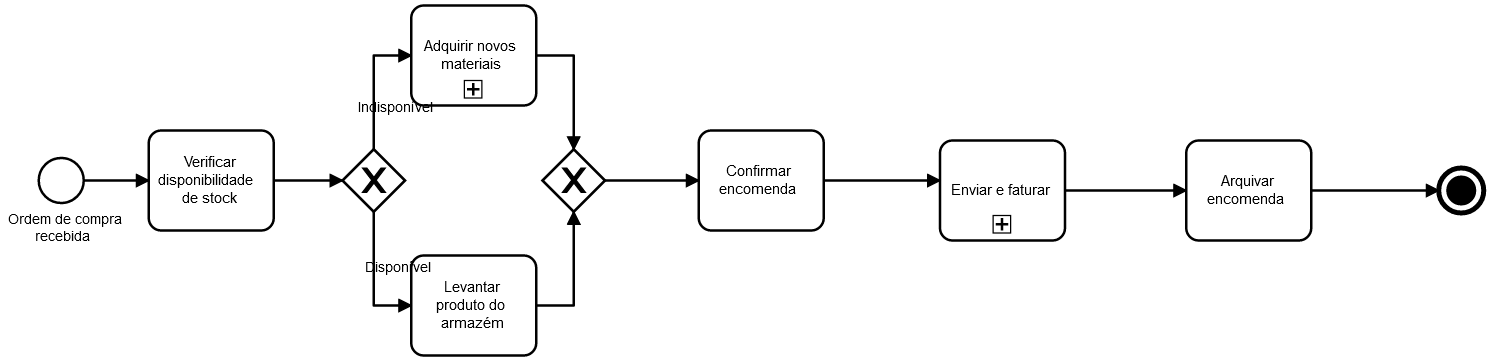 Ordem de compra
recebida
Verificar
disponibilidade
de stock
Indisponível
Adquirir novos
materiais
Disponível
Levantar
produto do
armazém
Confirmar
encomenda
Enviar e faturar
Arquivar
encomenda